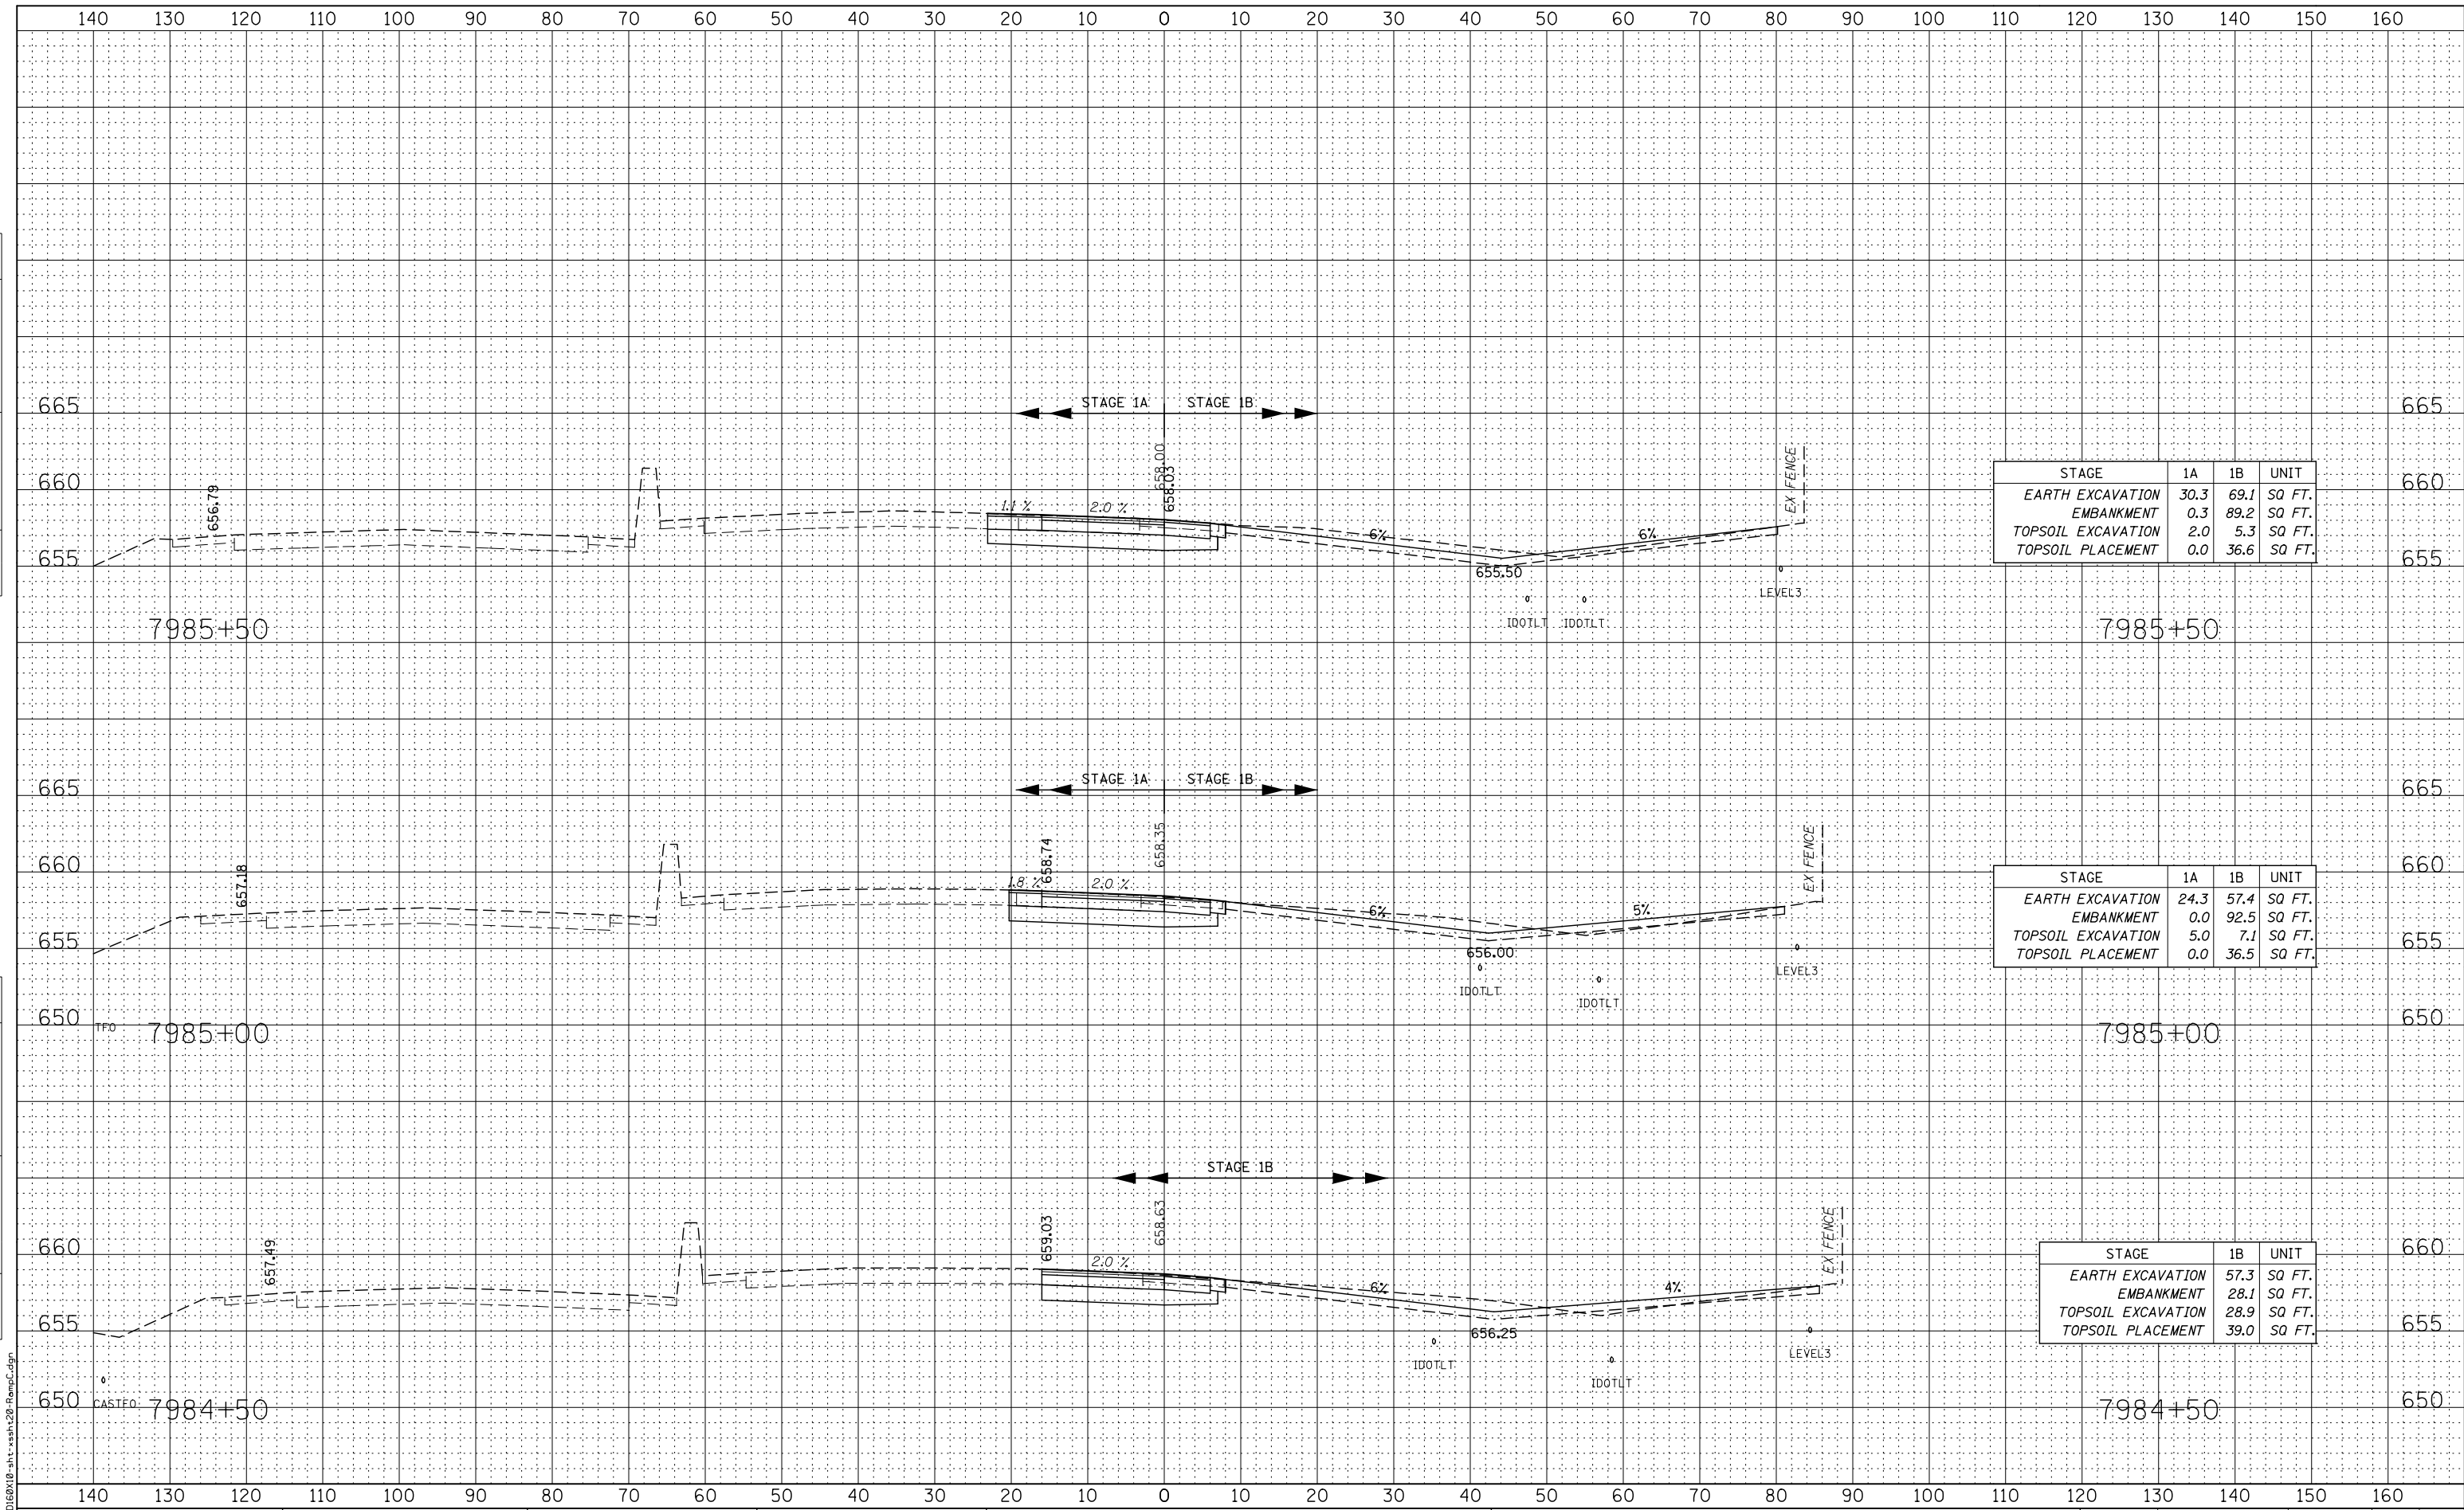 140 130 120 110 100 90 80 70 60 50 40 30 20 10 0 10 20 30 40 50 60 70 80 90 100 110 120 130 140 150 160
665 STAGE 1A STAGE 1B 665
658.00
658.03
EX FENCE
656.79
660 660
1.1 % 2.0 % 6% 6%
STAGE 1A 1B UNIT
EARTH EXCAVATION 30.3 69.1 SQ FT.
EMBANKMENT 0.3 89.2 SQ FT.
TOPSOIL EXCAVATION 2.0 5.3 SQ FT.
TOPSOIL PLACEMENT 0.0 36.6 SQ FT.
655 655.50 655
LEVEL3
IDOTLT IDOTLT
7985+50 7985+50
665 STAGE 1A STAGE 1B 665
658.35
658.74
EX FENCE
657.18
660 660
1.8 % 2.0 % 6% 5%
STAGE 1A 1B UNIT
EARTH EXCAVATION 24.3 57.4 SQ FT.
EMBANKMENT 0.0 92.5 SQ FT.
TOPSOIL EXCAVATION 5.0 7.1 SQ FT.
TOPSOIL PLACEMENT 0.0 36.5 SQ FT.
655 656.00 655
LEVEL3
IDOTLT IDOTLT
650 TFO 7985+00 7985+00 650
STAGE 1B
658.63
659.03
EX FENCE
657.49
660 660
2.0 % 6% 4%
STAGE 1B UNIT
EARTH EXCAVATION 57.3 SQ FT.
EMBANKMENT 28.1 SQ FT.
TOPSOIL EXCAVATION 28.9 SQ FT.
TOPSOIL PLACEMENT 39.0 SQ FT.
655 656.25 655
LEVEL3
IDOTLT IDOTLT
650 CASTFO 7984+50 7984+50 650
D160X10-sht-xssht20-RampC.dgn
140 130 120 110 100 90 80 70 60 50 40 30 20 10 0 10 20 30 40 50 60 70 80 90 100 110 120 130 140 150 160